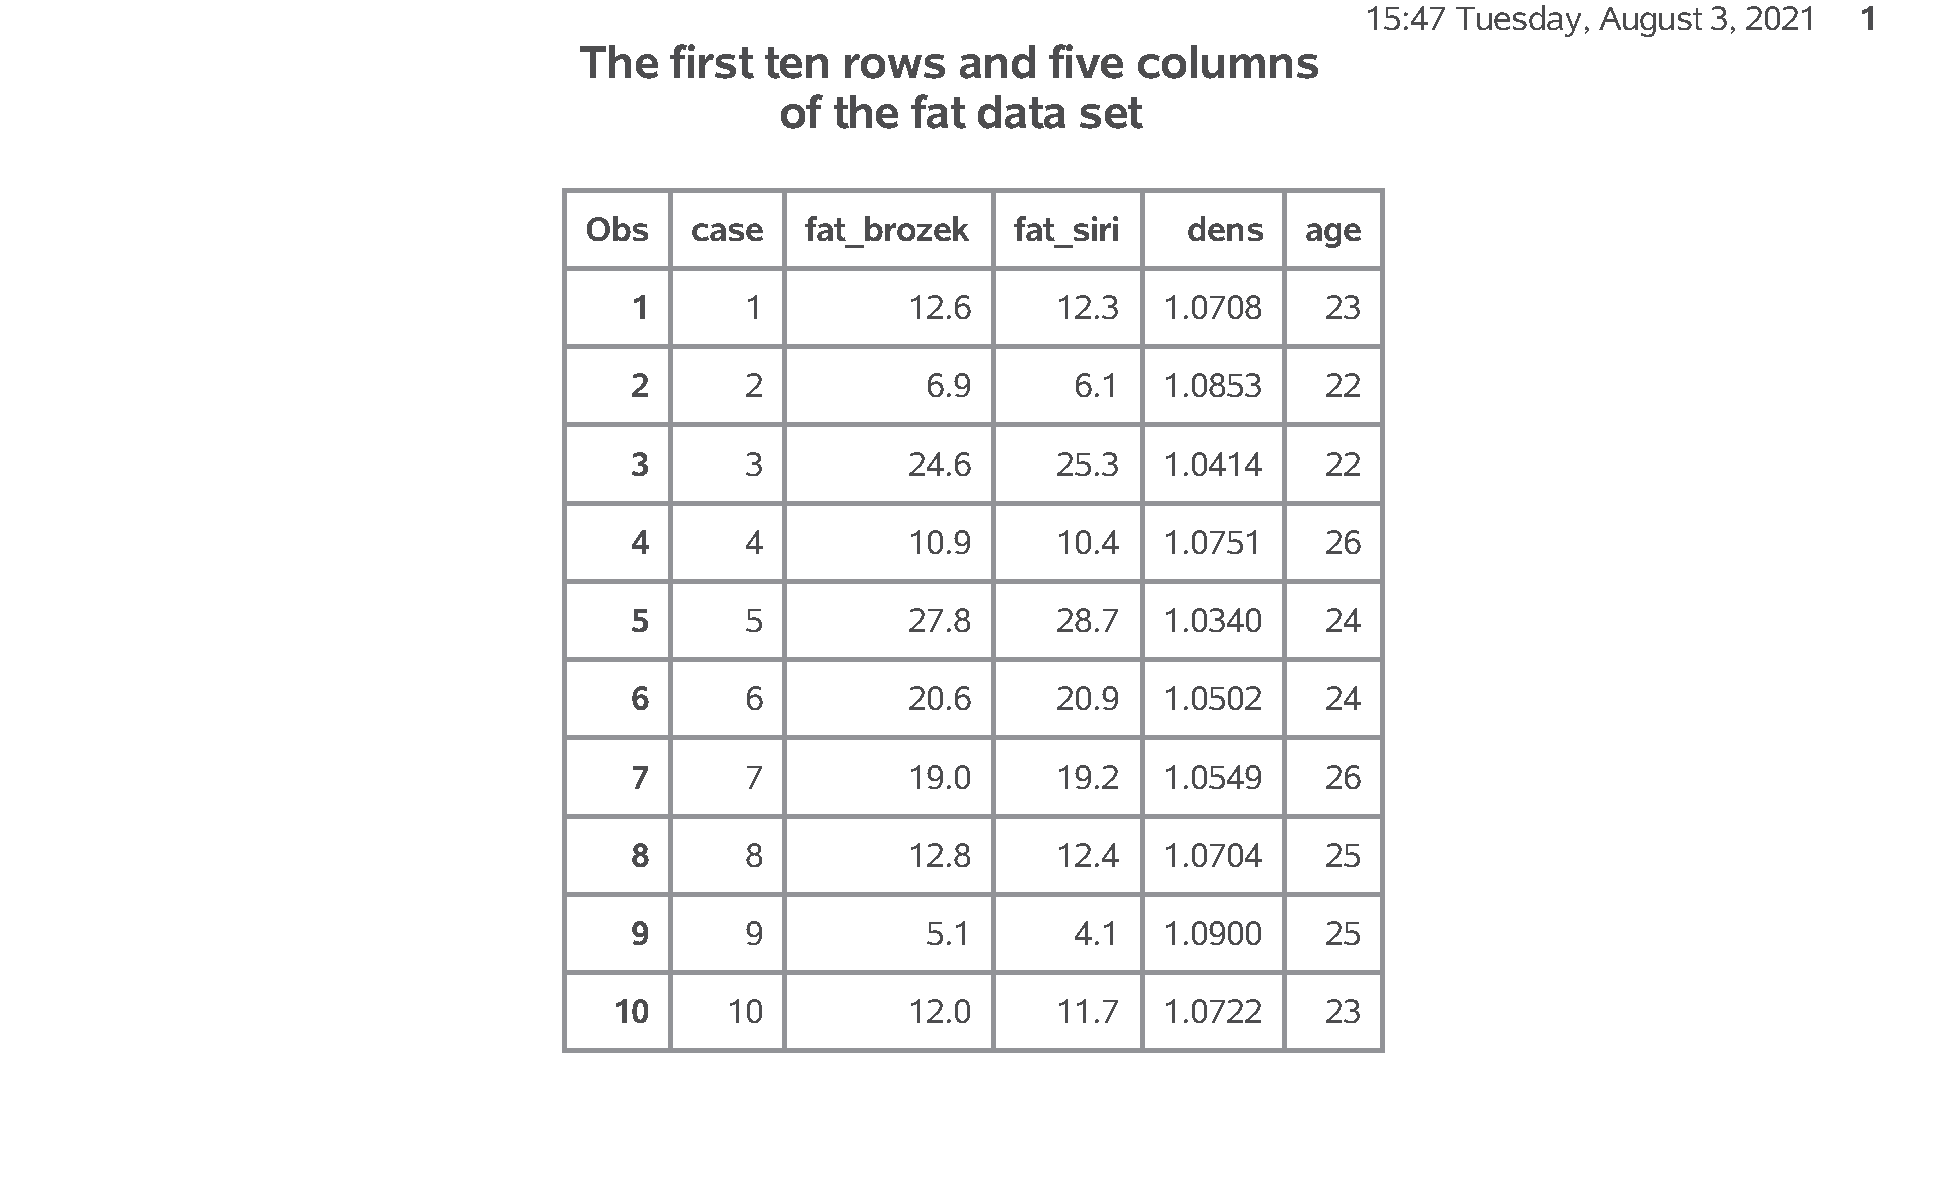 15:47 Tuesday, August 3, 2021 1
The first ten rows and five columns
of the fat data set
Obs case fat_brozek fat_siri dens age
1 1 12.6 12.3 1.0708 23
2 2 6.9 6.1 1.0853 22
3 3 24.6 25.3 1.0414 22
4 4 10.9 10.4 1.0751 26
5 5 27.8 28.7 1.0340 24
6 6 20.6 20.9 1.0502 24
7 7 19.0 19.2 1.0549 26
8 8 12.8 12.4 1.0704 25
9 9 5.1 4.1 1.0900 25
10 10 12.0 11.7 1.0722 23